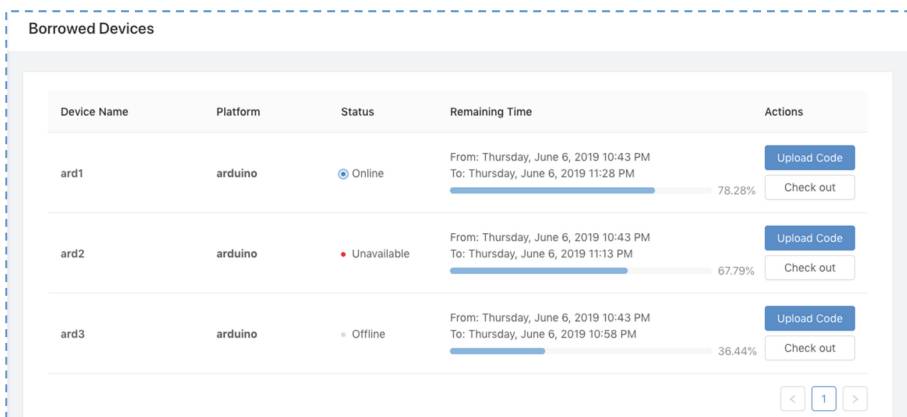 Borrowed Devices
Device Name Platform Status Remaining Time Actions
ard1 arduino Online From: Thursday, June 6, 2019 10:43 PM
To: Thursday, June 6, 2019 11:28 PM
78.28%
Upload Code
Check out
ard2 arduino Unavailable From: Thursday, June 6, 2019 10:43 PM
To: Thursday, June 6, 2019 11:13 PM
67.79%
Upload Code
Check out
ard3 arduino Offline From: Thursday, June 6, 2019 10:43 PM
To: Thursday, June 6, 2019 10:58 PM
36.44%
Upload Code
Check out
< 1 >